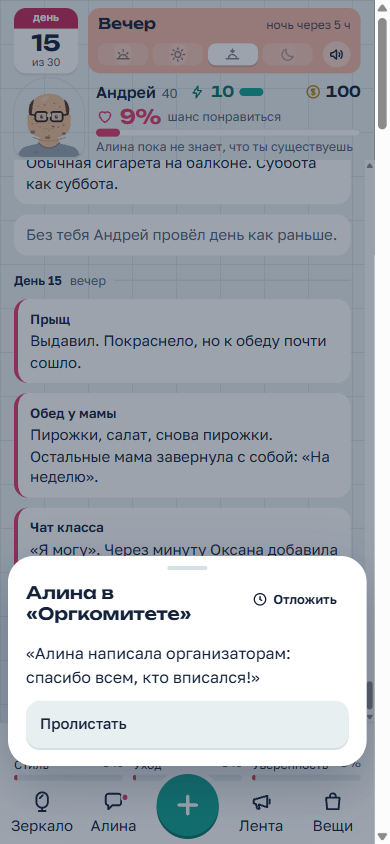 день
15
из 30
Вечер
ночь через 5 ч
Андрей 40
10
100
9% шанс понравиться
Алина пока не знает, что ты существуешь
Обычная сигарета на балконе. Суббота
как суббота.
Без тебя Андрей провёл день как раньше.
День 15 вечер
Прыщ
Выдавил. Покраснело, но к обеду почти
сошло.
Обед у мамы
Пирожки, салат, снова пирожки.
Остальные мама завернула с собой: «На
неделю».
Чат класса
«Я могу». Через минуту Оксана добавила
Алина в
«Оргкомитете»
Отложить
«Алина написала организаторам:
спасибо всем, кто вписался!»
Пролистать
Стиль
Уход
Уверенность
Зеркало
Алина
Лента
Вещи